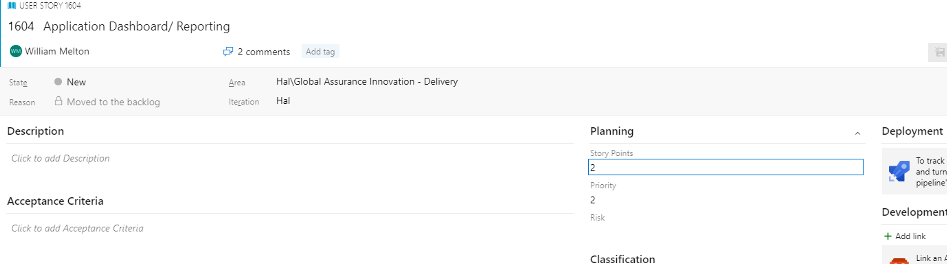 USER STORY 1604
1604 Application Dashboard/ Reporting
WM William Melton 2 comments Add tag
State New Area Hal\Global Assurance Innovation - Delivery
Reason Moved to the backlog Iteration Hal
Description Planning Deployment
Click to add Description
Story Points
2
Priority
2
Risk
To track
and turn
pipeline'
Acceptance Criteria Development
Click to add Acceptance Criteria
Add link
Classification
Link an A